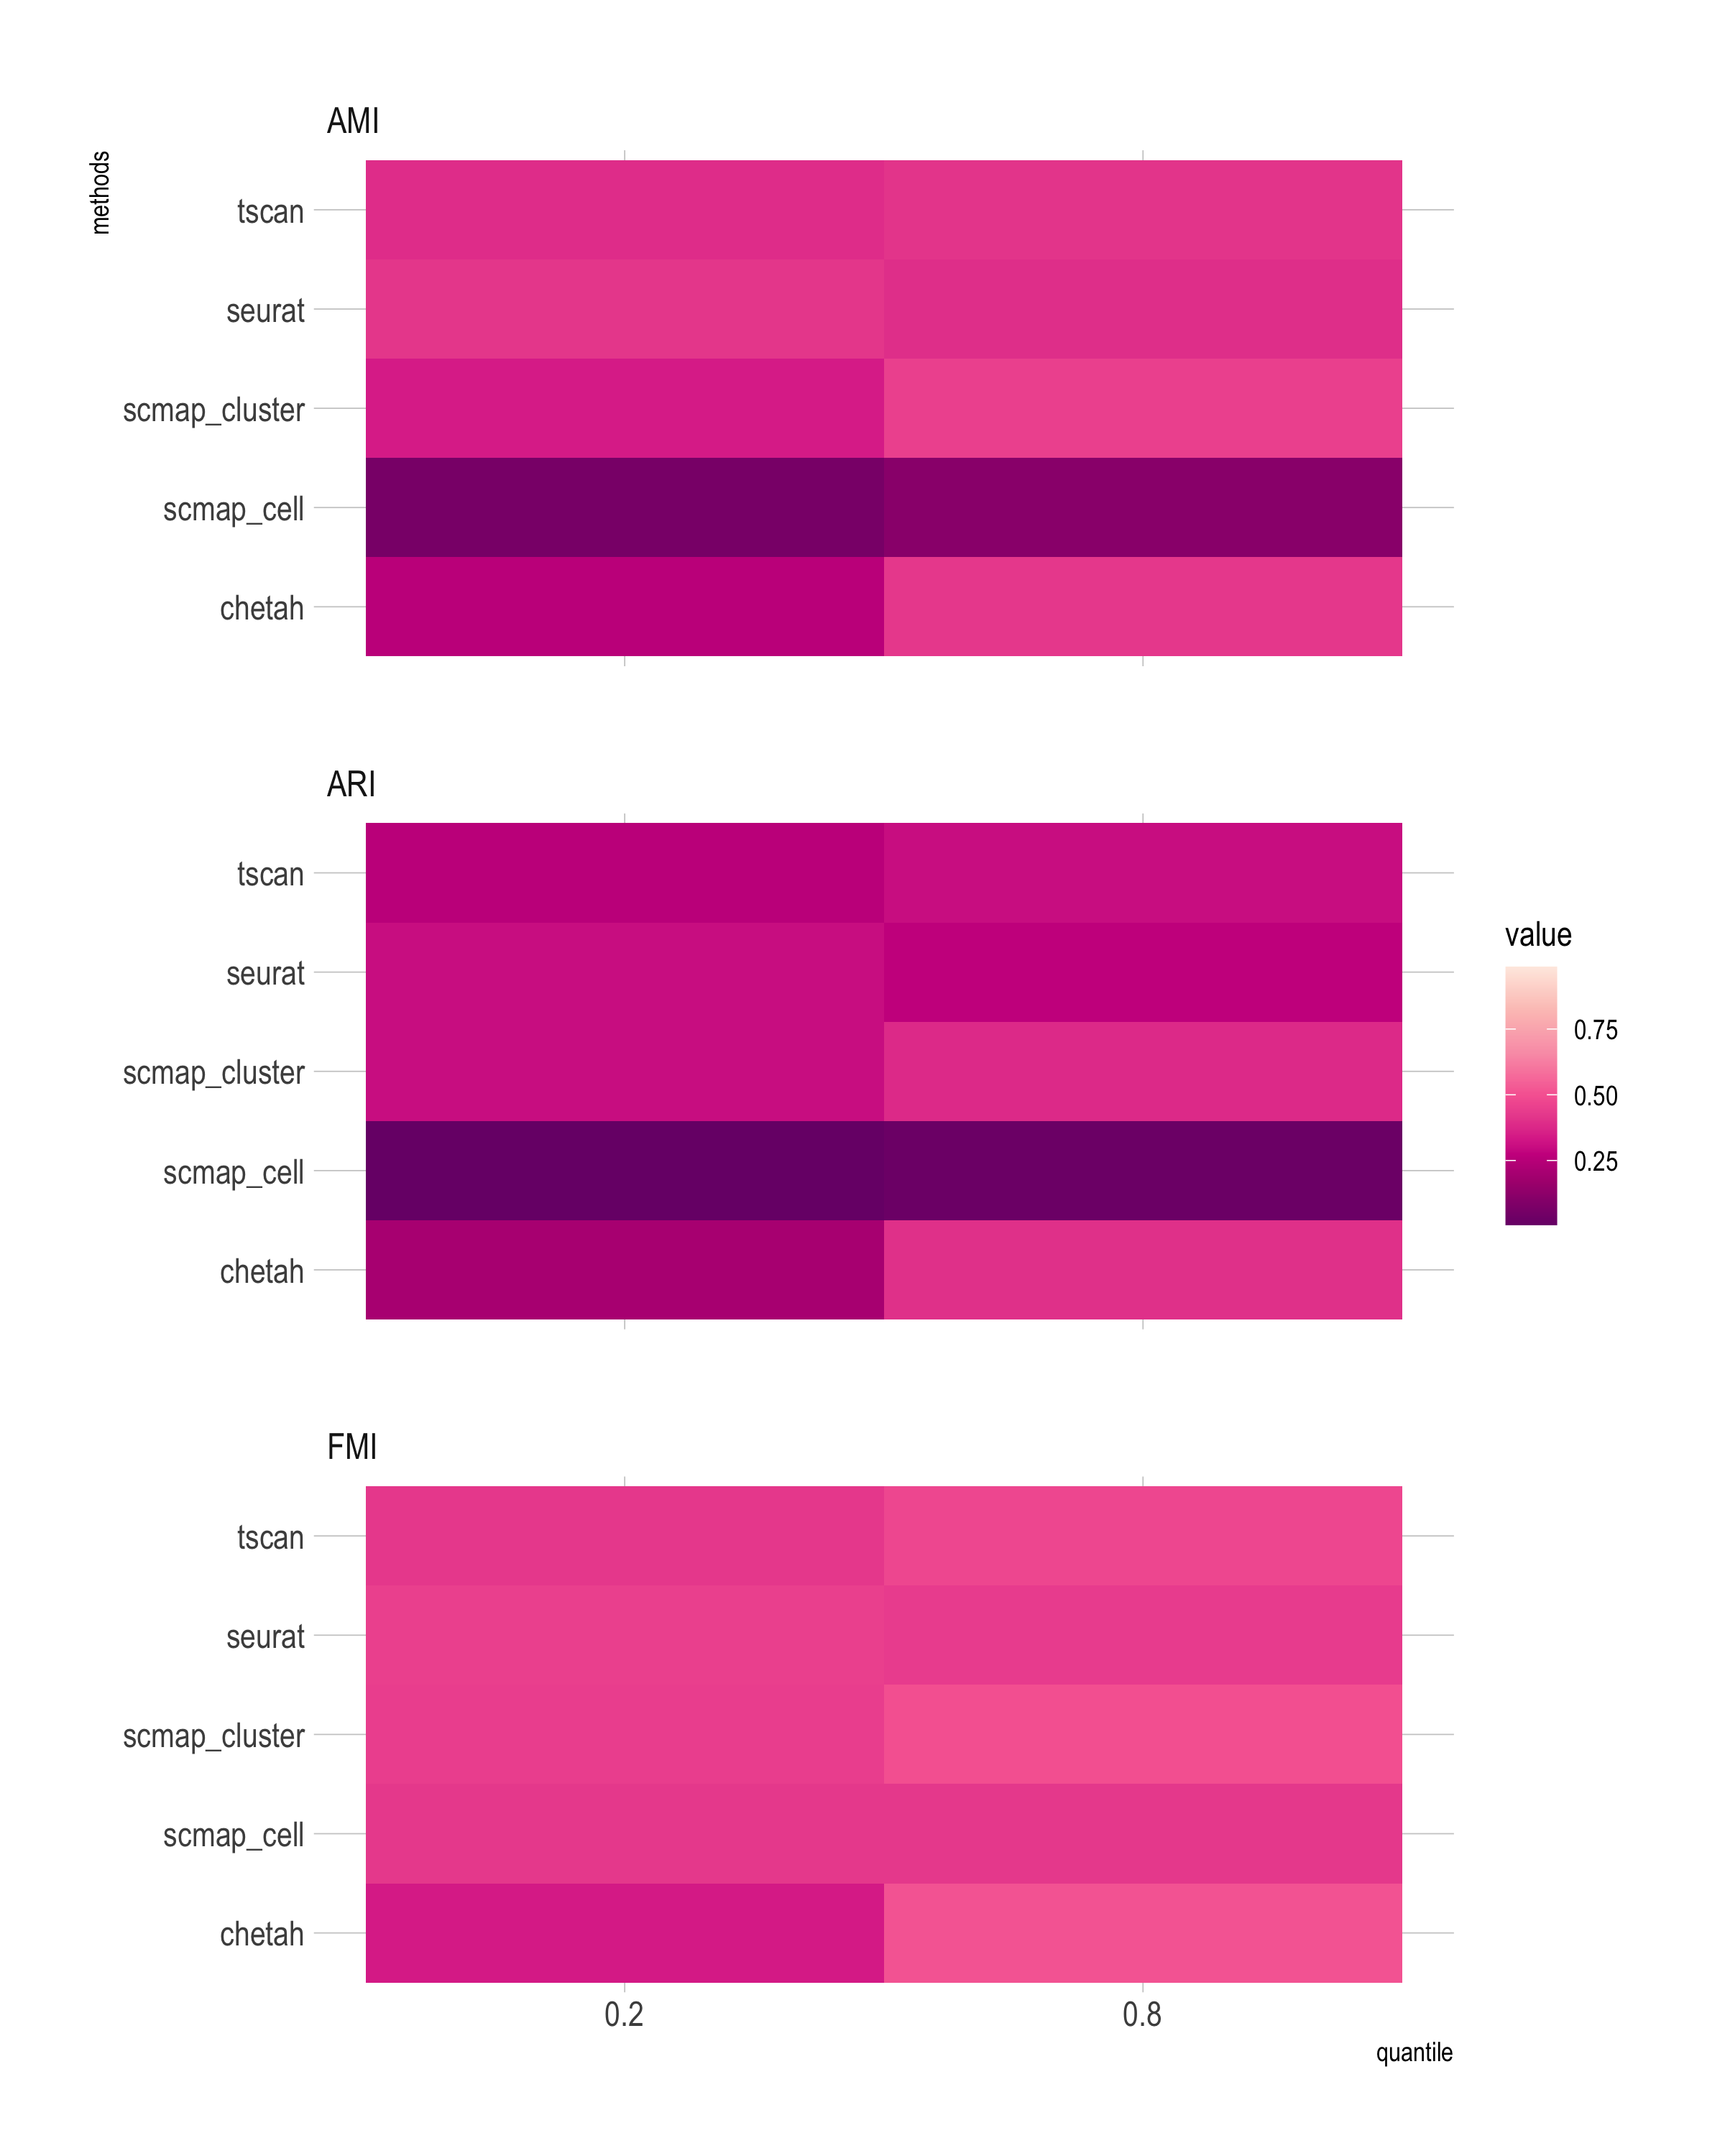 methods
AMI
tscan
seurat
scmap_cluster
scmap_cell
chetah
ARI
tscan
seurat
scmap_cluster
scmap_cell
chetah
value
0.75
0.50
0.25
FMI
tscan
seurat
scmap_cluster
scmap_cell
chetah
0.2 0.8
quantile